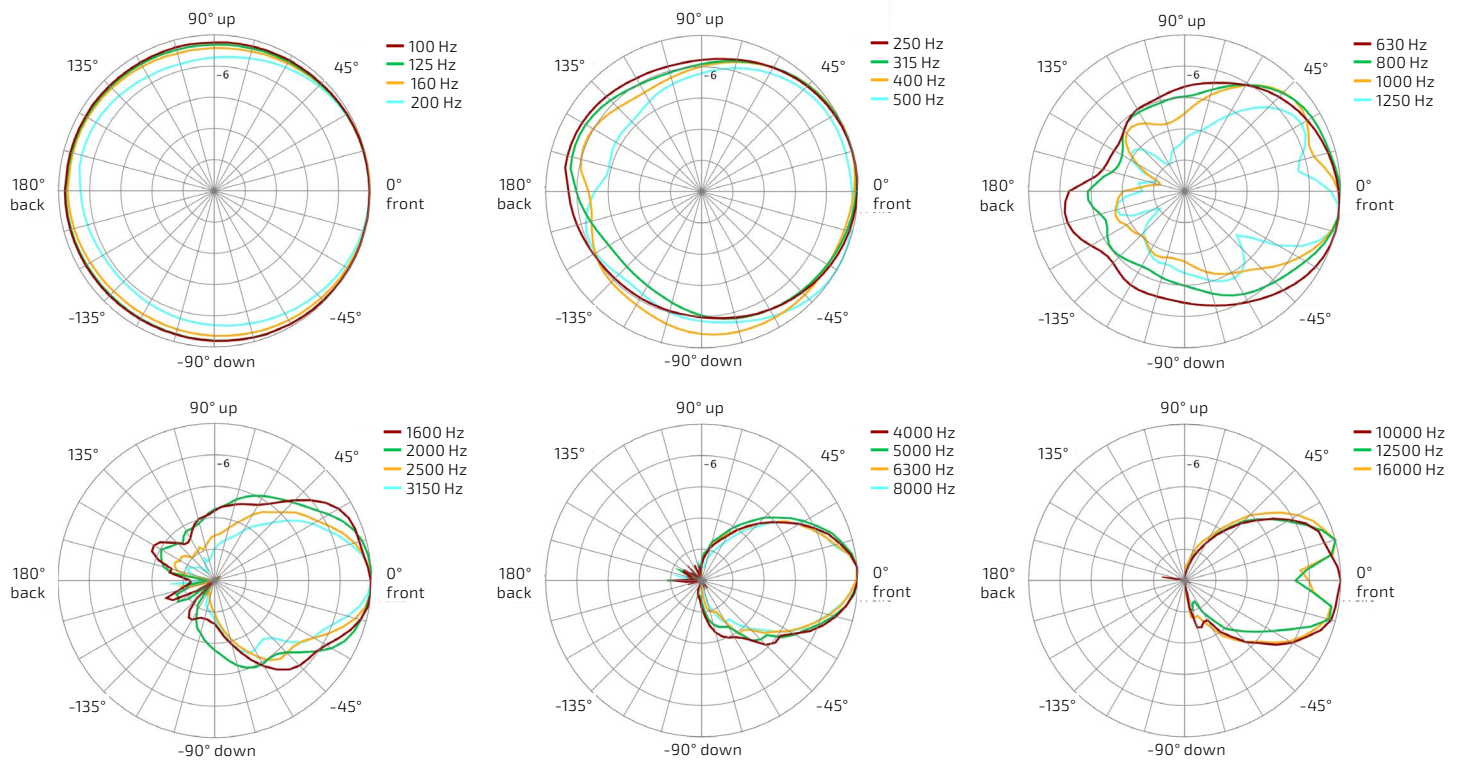 90° up
135°
45°
-6
180°
back
0°
front
-135°
-45°
-90° down
100 Hz
125 Hz
160 Hz
200 Hz
90° up
135°
45°
-6
180°
back
0°
front
-135°
-45°
-90° down
250 Hz
315 Hz
400 Hz
500 Hz
90° up
135°
45°
-6
180°
back
0°
front
-135°
-45°
-90° down
630 Hz
800 Hz
1000 Hz
1250 Hz
90° up
135°
45°
-6
180°
back
0°
front
-135°
-45°
-90° down
1600 Hz
2000 Hz
2500 Hz
3150 Hz
90° up
135°
45°
-6
180°
back
0°
front
-135°
-45°
-90° down
4000 Hz
5000 Hz
6300 Hz
8000 Hz
90° up
135°
45°
-6
180°
back
0°
front
-135°
-45°
-90° down
10000 Hz
12500 Hz
16000 Hz